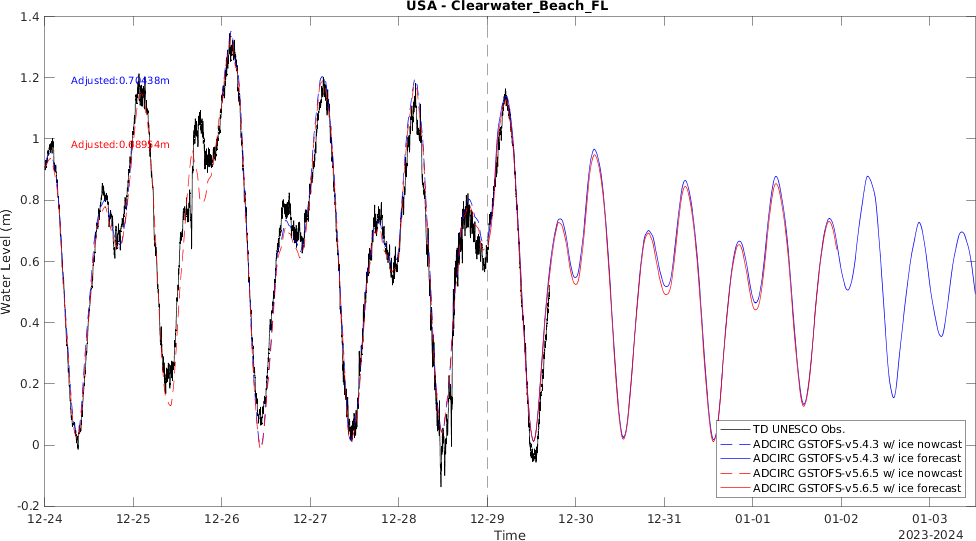 USA - Clearwater_Beach_FL
1.4
1.2
1
0.8
0.6
0.4
0.2
0
-0.2
Water Level (m)
Adjusted:0.70438m
Adjusted:0.68954m
TD UNESCO Obs.
ADCIRC GSTOFS-v5.4.3 w/ ice nowcast
ADCIRC GSTOFS-v5.4.3 w/ ice forecast
ADCIRC GSTOFS-v5.6.5 w/ ice nowcast
ADCIRC GSTOFS-v5.6.5 w/ ice forecast
12-24 12-25 12-26 12-27 12-28 12-29 12-30 12-31 01-01 01-02 01-03
Time
2023-2024